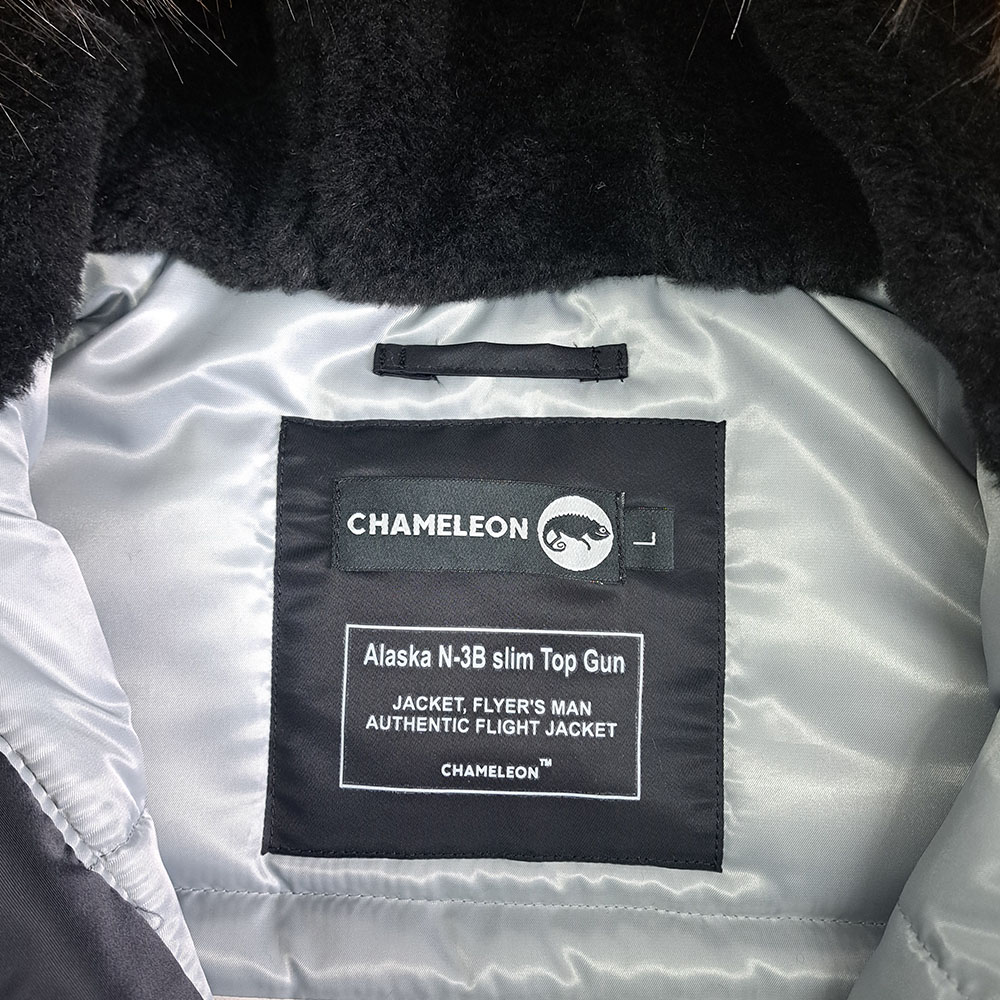 CHAMELEON
L
Alaska N-3B slim Top Gun
JACKET, FLYER'S MAN
AUTHENTIC FLIGHT JACKET
CHAMELEON™